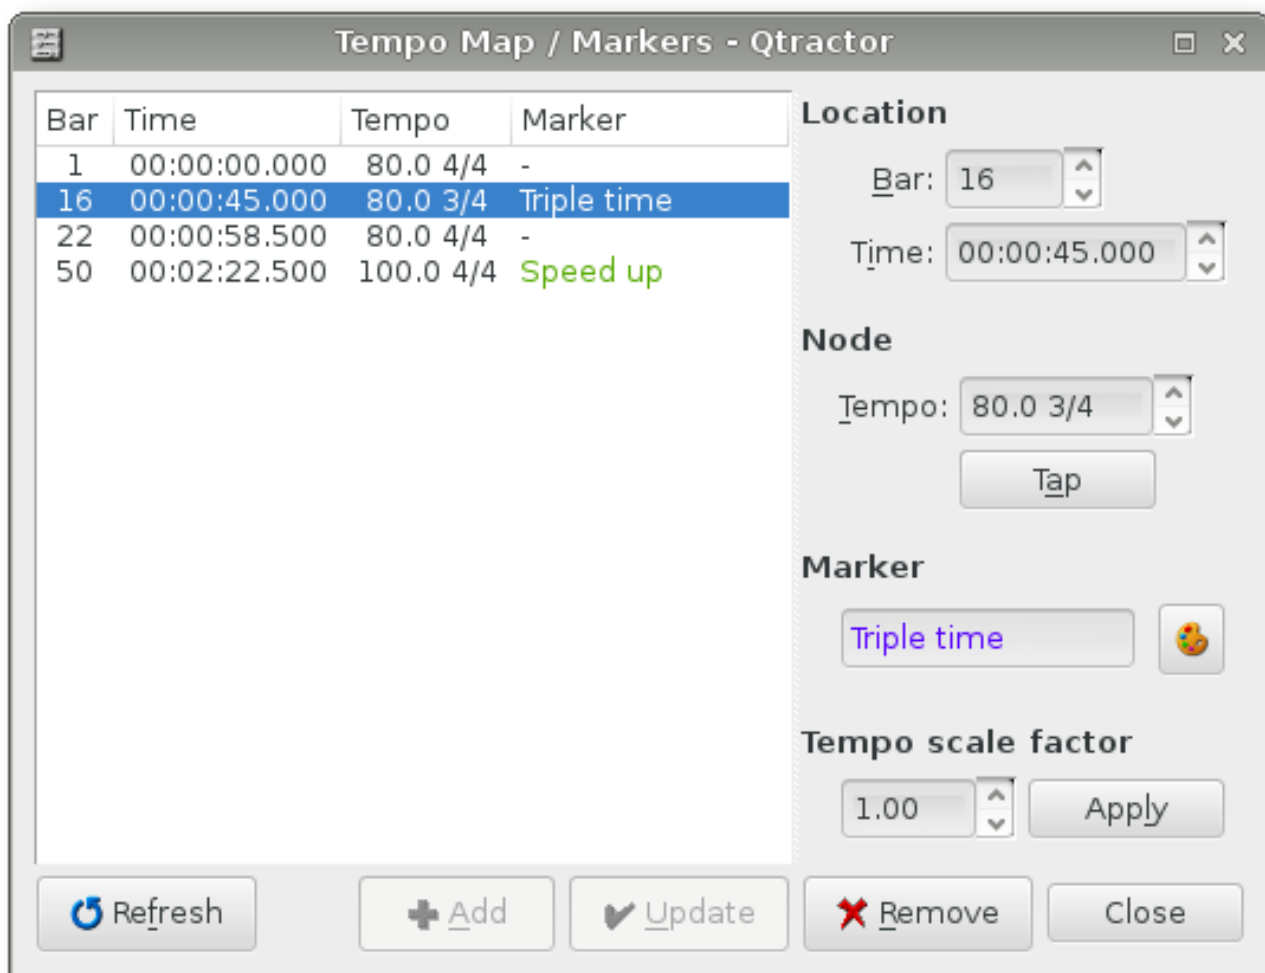 Tempo Map / Markers - Qtractor
Bar Time Tempo Marker
1 00:00:00.000 80.0 4/4 -
16 00:00:45.000 80.0 3/4 Triple time
22 00:00:58.500 80.0 4/4 -
50 00:02:22.500 100.0 4/4 Speed up
Location
Bar: 16
Time: 00:00:45.000
Node
Tempo: 80.0 3/4
Tap
Marker
Triple time
Tempo scale factor
1.00 Apply
Refresh Add Update Remove Close